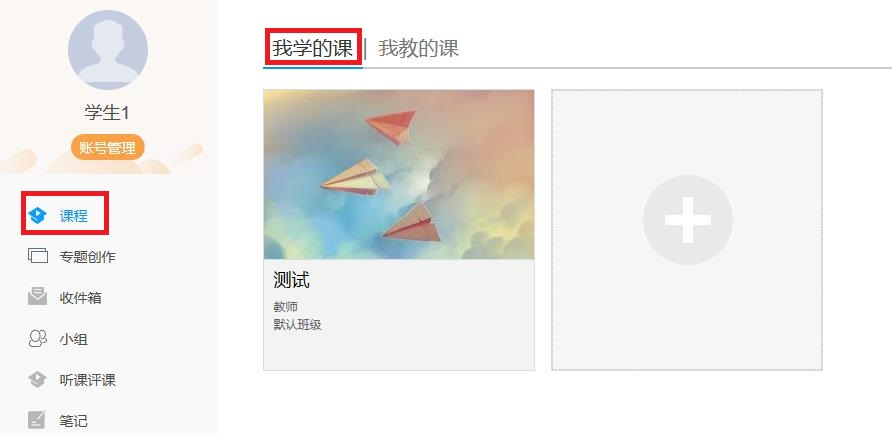 学生1
账号管理
课程
专题创作
收件箱
小组
听课评课
笔记
我学的课 | 我教的课
测试
教师
默认班级